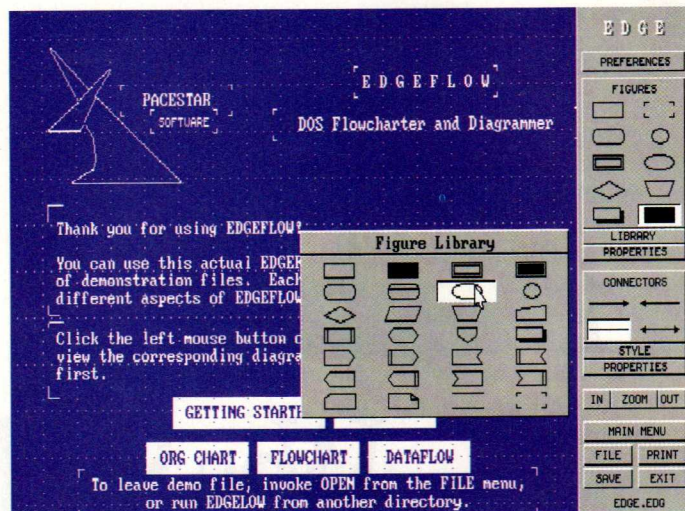 PACESTAR
SOFTWARE
E D G E F L O W
DOS Flowcharter and Diagrammer
Thank you for using EDGEFLOW!
You can use this actual
of demonstration files. Each
different aspects of EDGEFLOW
Click the left mouse button
view the corresponding
first.
GETTING
ORG CHART
FLOWCHART
DATAFLOW
To leave demo file, invoke OPEN from the FILE menu,
or run EDGELOW from another directory.
Figure Library
E D G E
PREFERENCES
FIGURES
LIBRARY
PROPERTIES
CONNECTORS
STYLE
PROPERTIES
IN ZOOM OUT
MAIN MENU
FILE PRINT
SAVE EXIT
EDGE.EDG